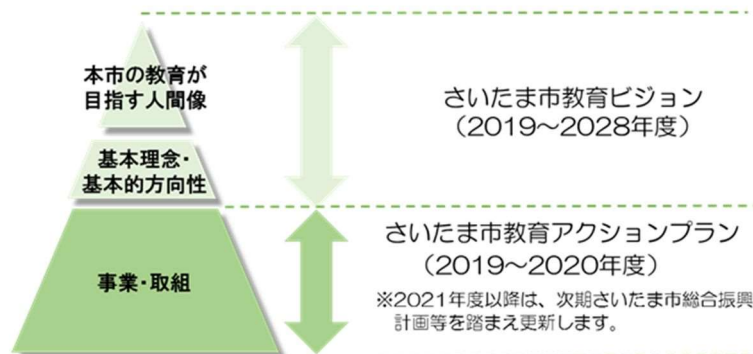 本市の教育が
目指す人間像
基本理念・
基本的方向性
事業・取組
さいたま市教育ビジョン
（2019～2028年度）
さいたま市教育アクションプラン
（2019～2020年度）
※2021年度以降は、次期さいたま市総合振興
計画等を踏まえ更新します。